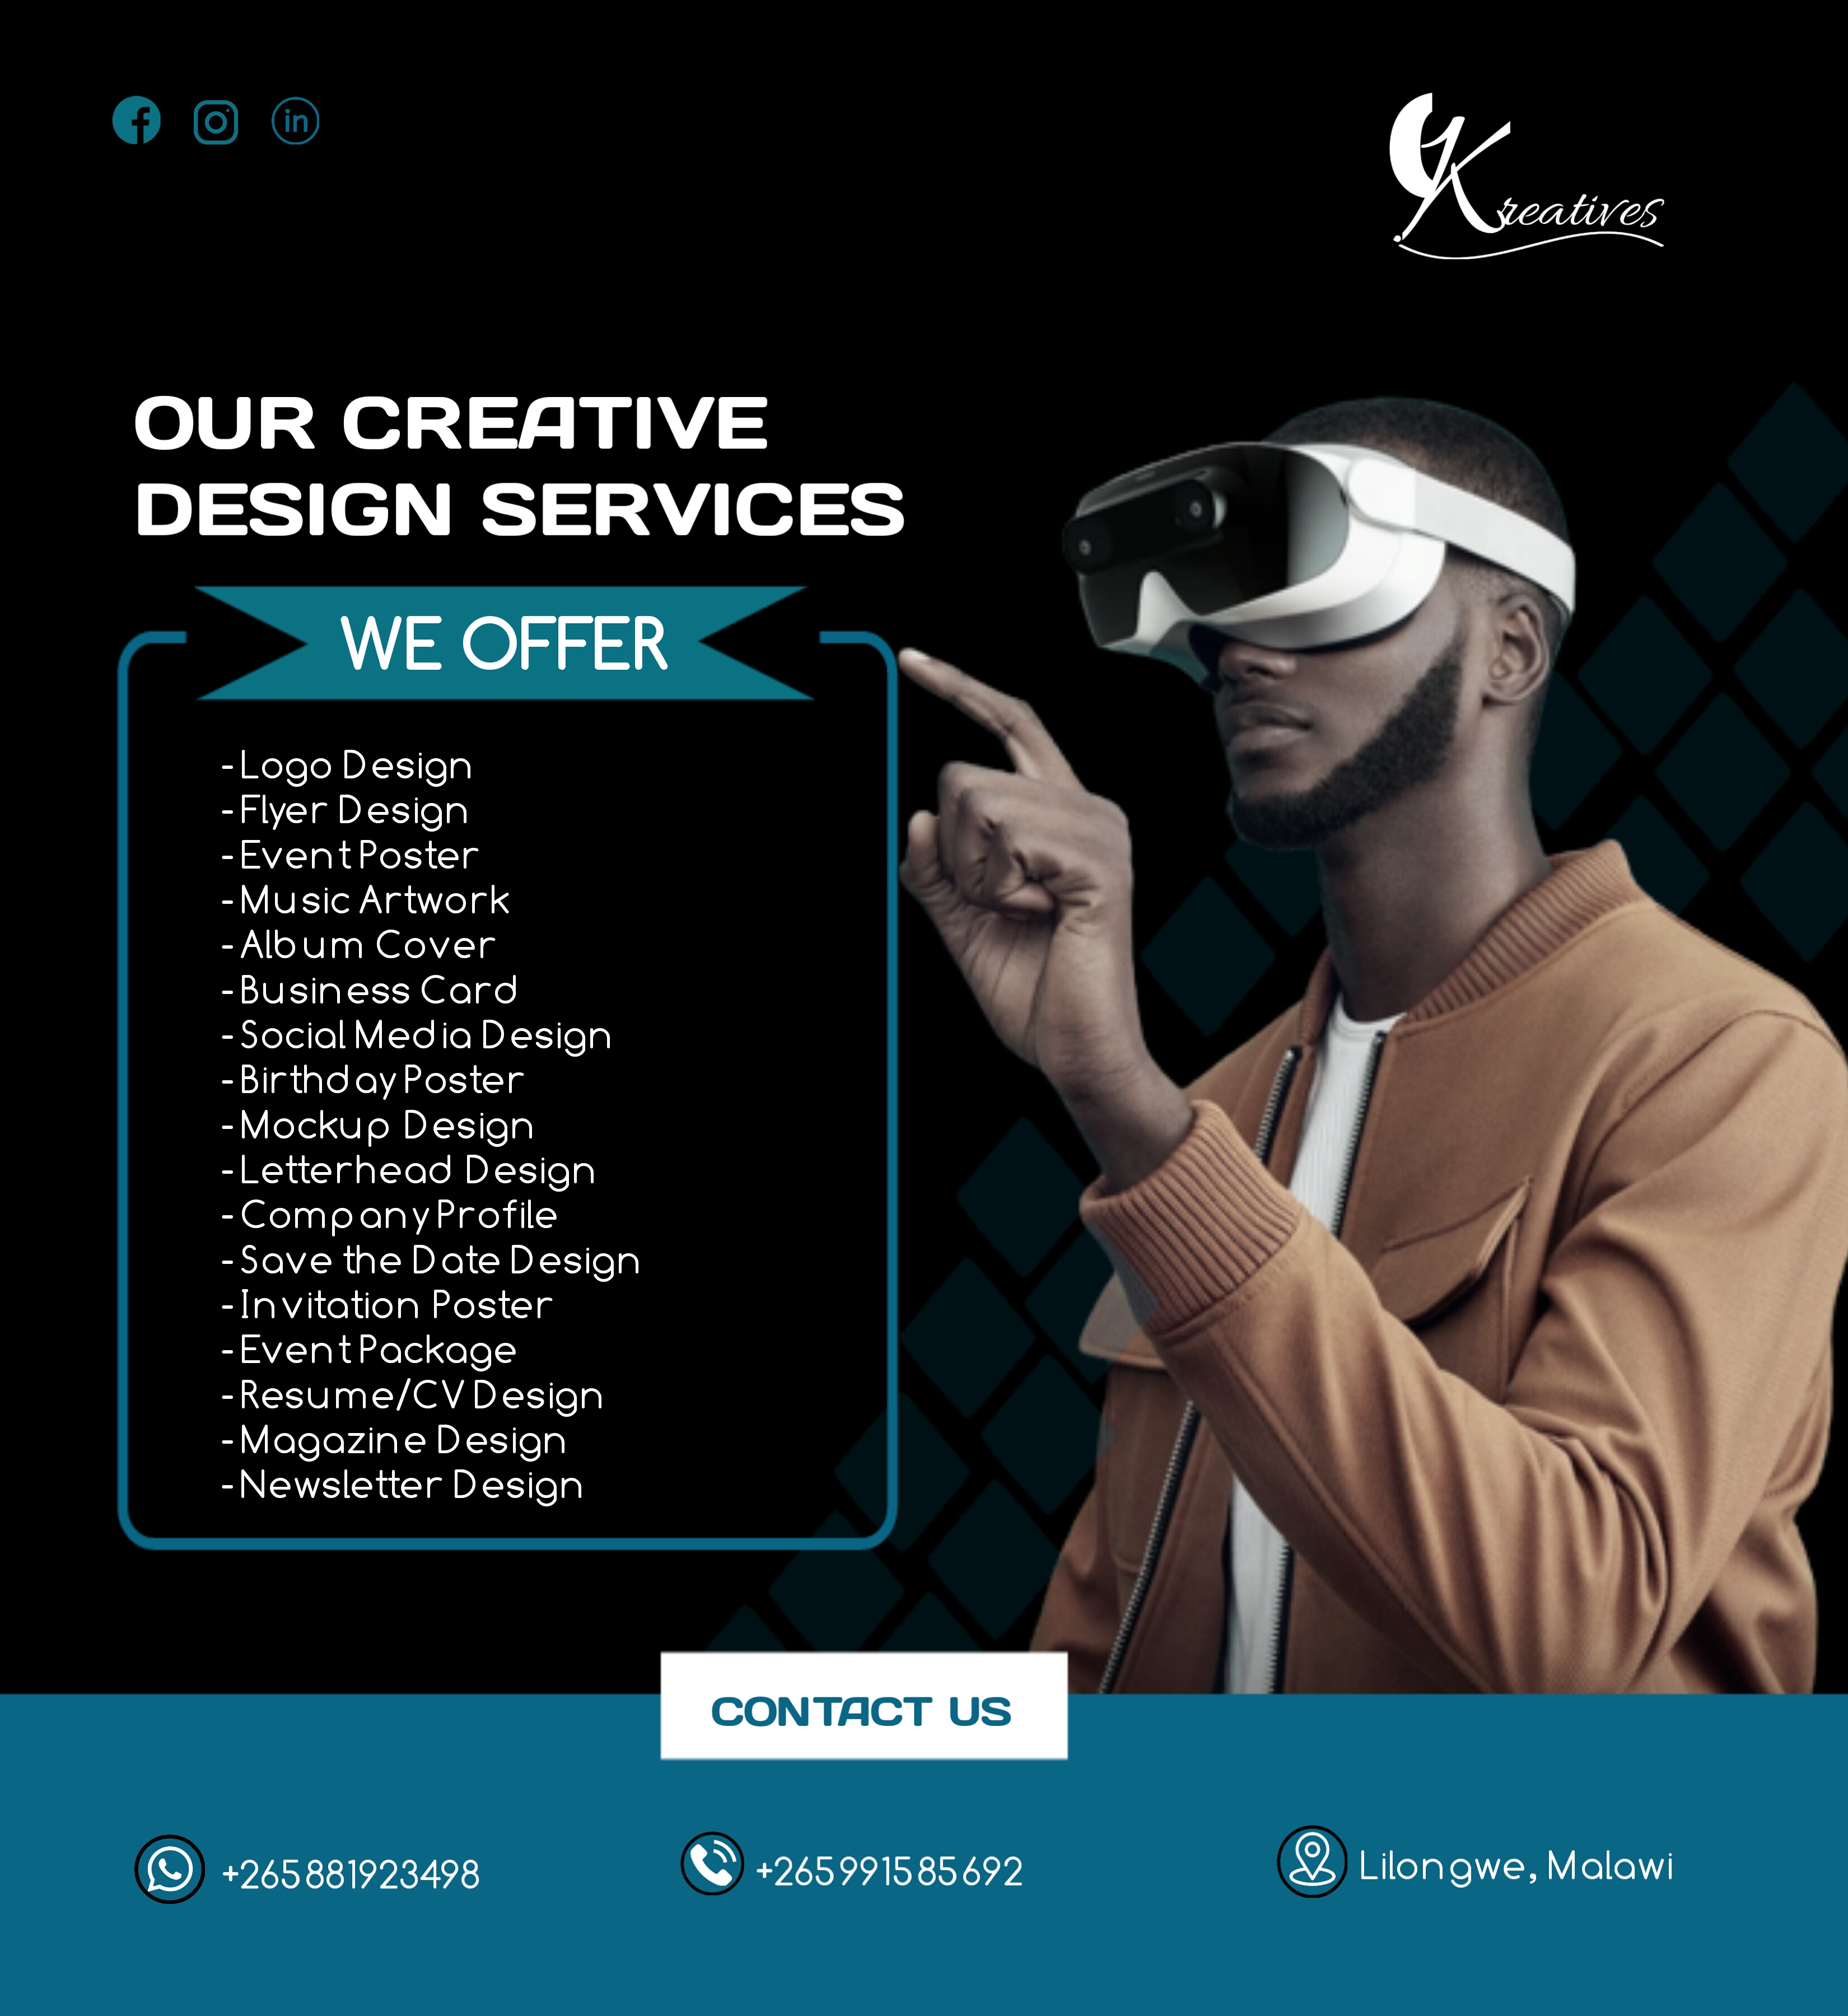 Kreatives
OUR CREATIVE
DESIGN SERVICES
WE OFFER
-Logo Design
-Flyer Design
-Event Poster
-Music Artwork
-Album Cover
-Business Card
-Social Media Design
-Birthday Poster
-Mockup Design
-Letterhead Design
-Company Profile
-Save the Date Design
-Invitation Poster
-Event Package
-Resume/CV Design
-Magazine Design
-Newsletter Design
CONTACT US
+265881923498
+265991585692
Lilongwe, Malawi